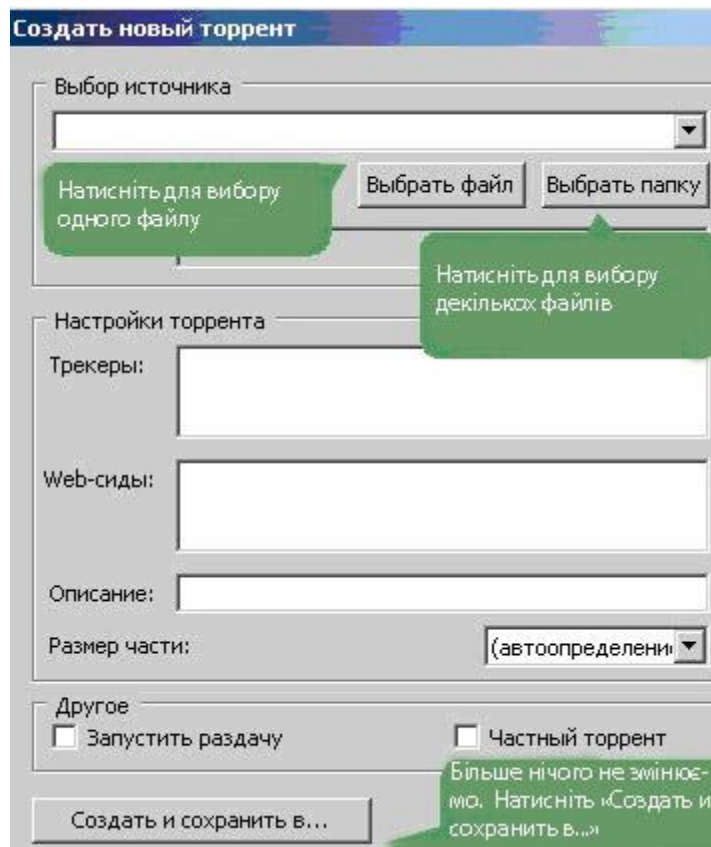 Создать новый торрент
Выбор источника
Выбрать файл
Выбрать папку
Натисніть для вибору
одного файлу
Натисніть для вибору
декількох файлів
Настройки торрента
Трекеры:
Web-сиды:
Описание:
Размер части:
(автоопределени
Другое
Запустить раздачу
Частный торрент
Більше нічого не змінює-
мо. Натисніть «Создать и
сохранить в...»
Создать и сохранить в...